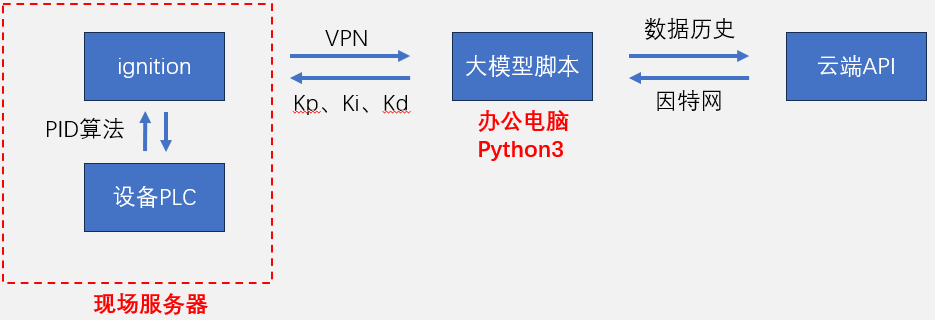 ignition
PID算法
设备PLC
现场服务器
VPN
Kp、Ki、Kd
大模型脚本
办公电脑
Python3
数据历史
因特网
云端API